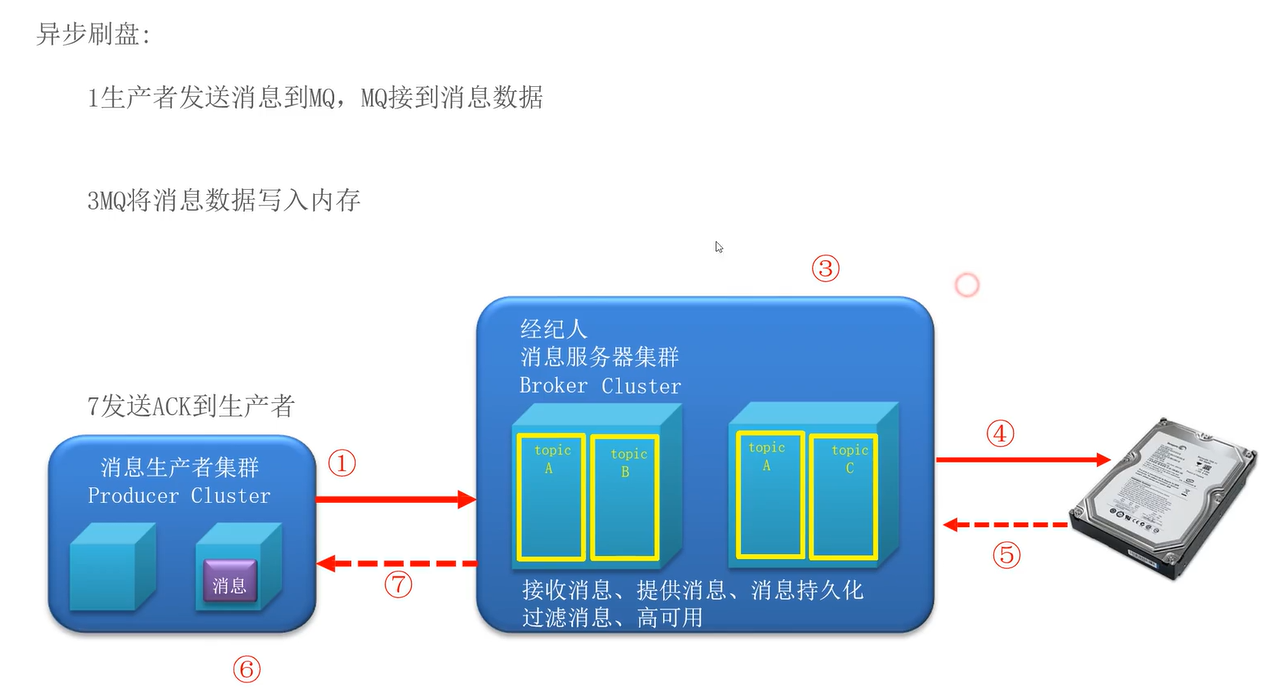 异步刷盘:
1生产者发送消息到MQ，MQ接到消息数据
3MQ将消息数据写入内存
7发送ACK到生产者
③
经纪人
消息服务器集群
Broker Cluster
topic
A
topic
B
topic
A
topic
C
接收消息、提供消息、消息持久化
过滤消息、高可用
消息生产者集群
Producer Cluster
消息
①
⑦
④
⑤
⑥